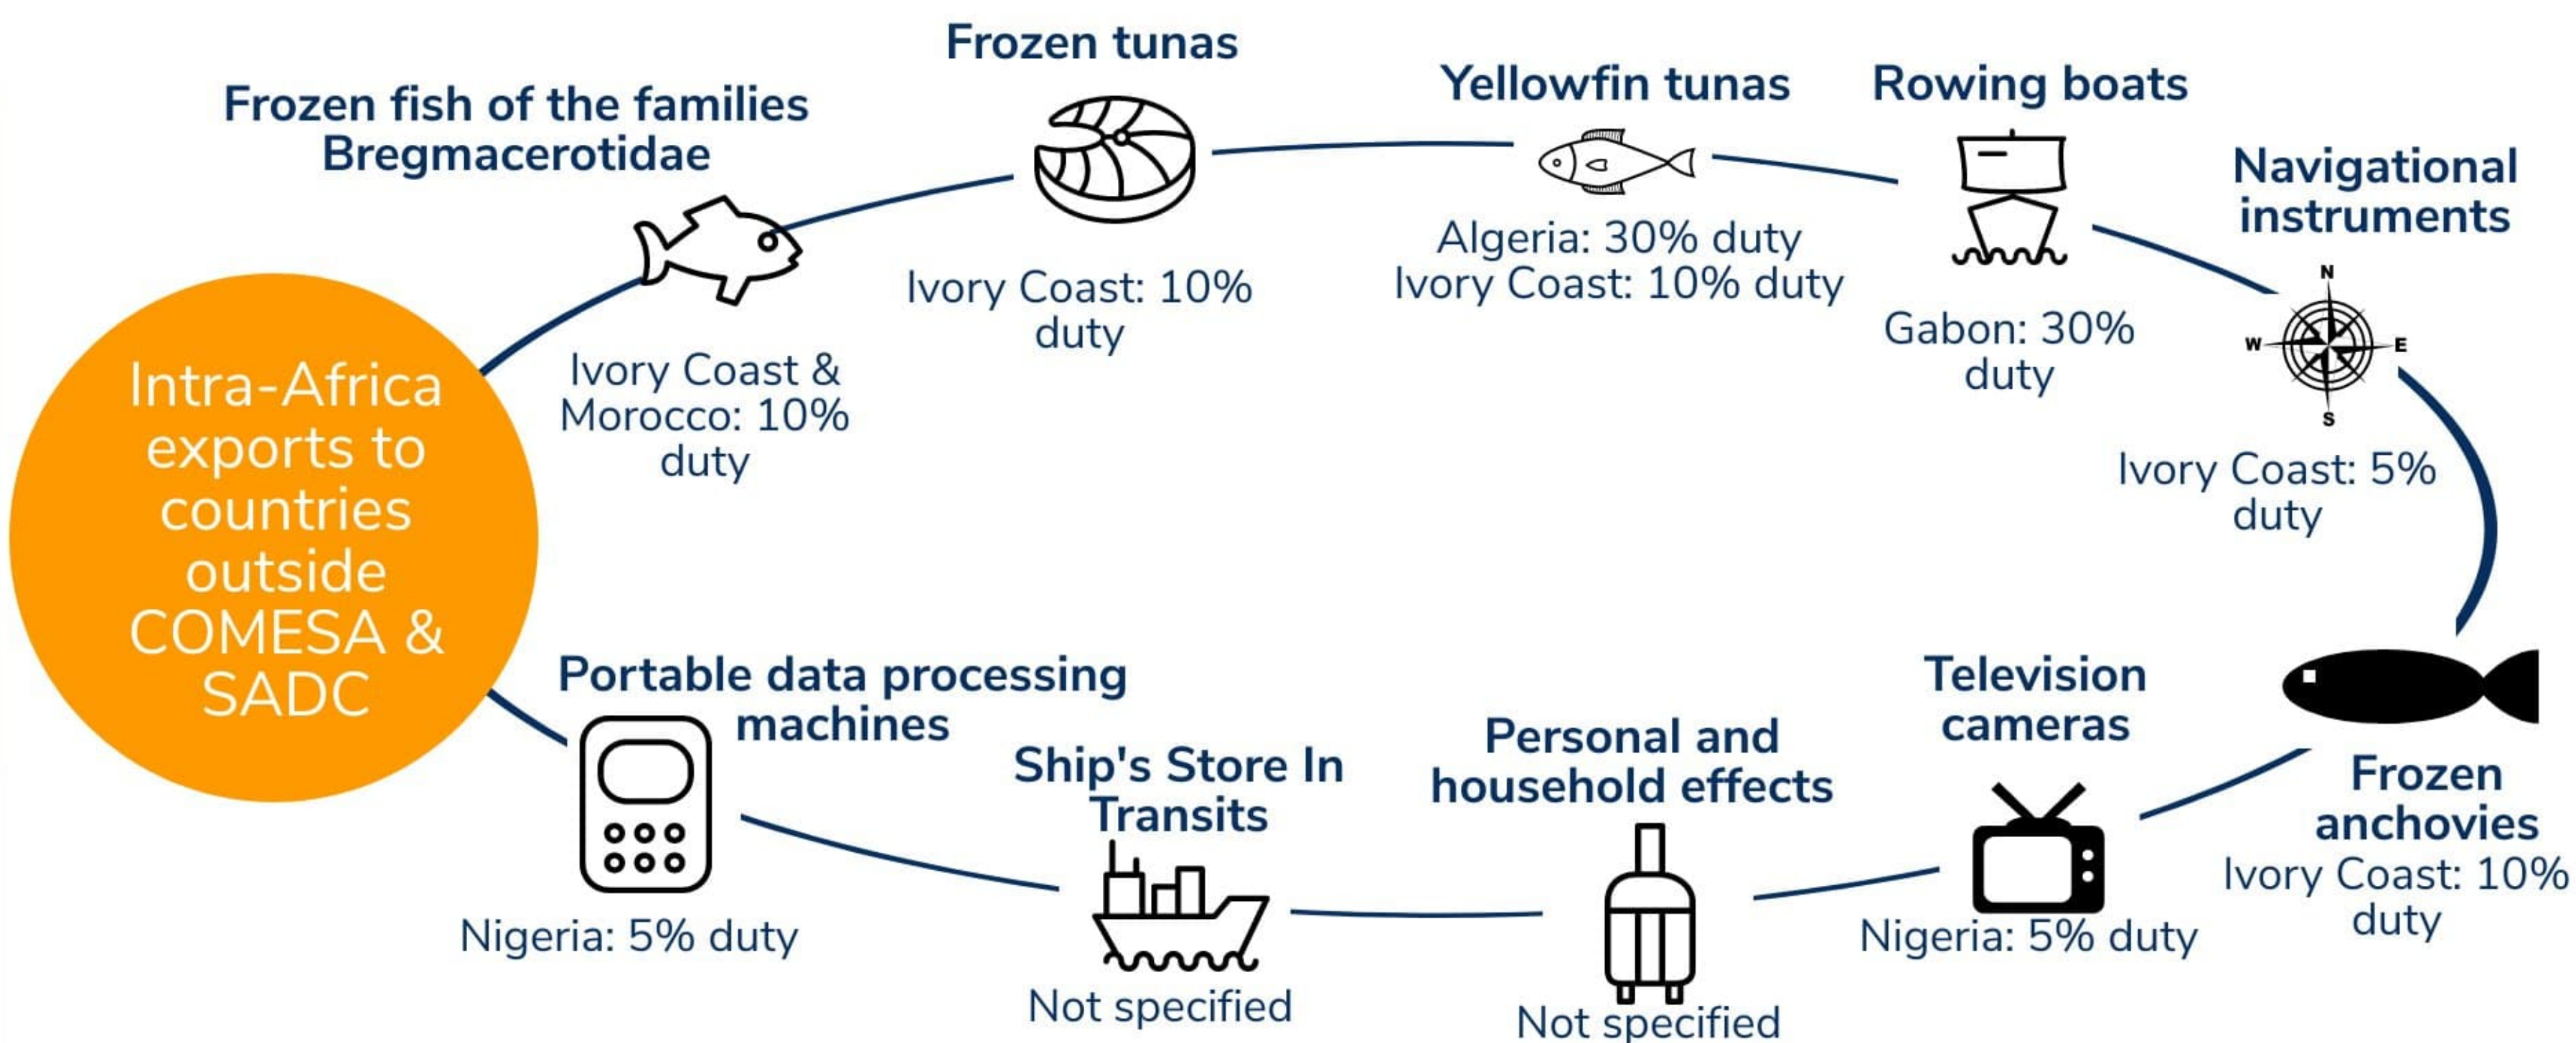 Intra-Africa
exports to
countries
outside
COMESA &
SADC
Frozen fish of the families
Bregmacerotidae
Ivory Coast &
Morocco: 10%
duty
Frozen tunas
Ivory Coast: 10%
duty
Yellowfin tunas
Algeria: 30% duty
Ivory Coast: 10% duty
Rowing boats
Gabon: 30%
duty
Navigational
instruments
N
W
E
S
Ivory Coast: 5%
duty
Frozen
anchovies
Ivory Coast: 10%
duty
Television
cameras
Nigeria: 5% duty
Personal and
household effects
Not specified
Ship's Store In
Transits
Not specified
Portable data processing
machines
Nigeria: 5% duty